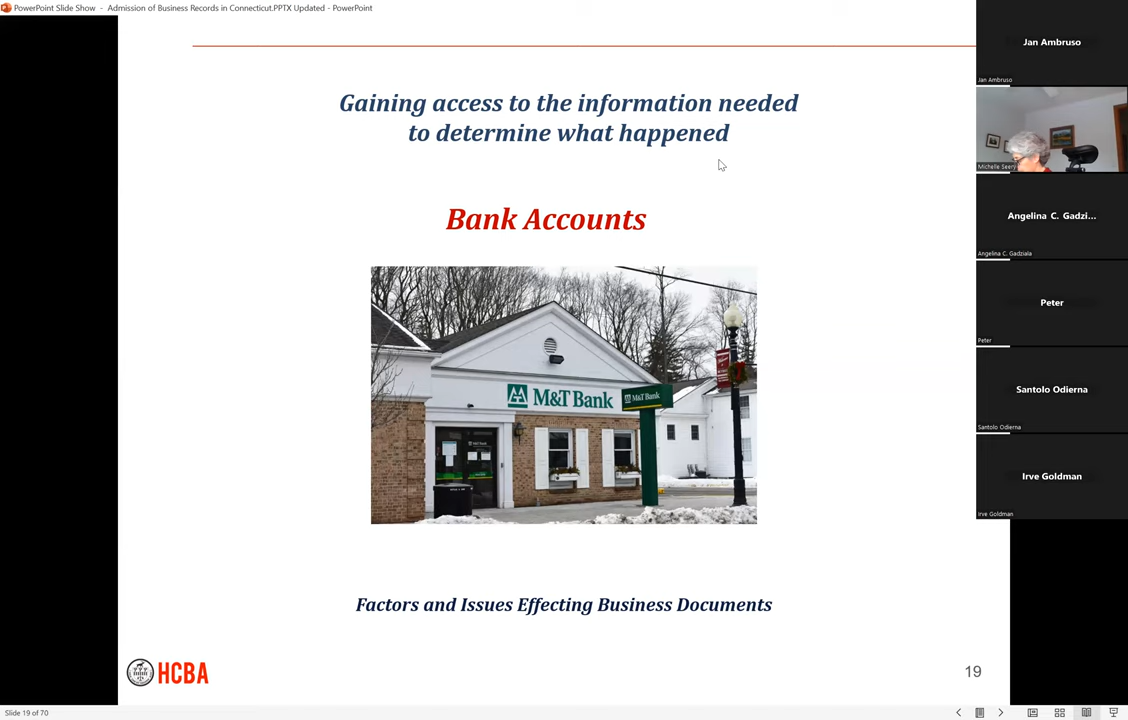 PowerPoint Slide Show - Admission of Business Records in Connecticut.PPTX Updated - PowerPoint
Gaining access to the information needed
to determine what happened
Bank Accounts
M&T Bank
M&T Bank
Factors and Issues Effecting Business Documents
HCBA
19
Jan Ambruso
Jan Ambruso
Michelle Seery
Angelina C. Gadzi...
Angelina C. Gadziala
Peter
Peter
Santolo Odierna
Santolo Odierna
Irve Goldman
Irve Goldman
Slide 19 of 70